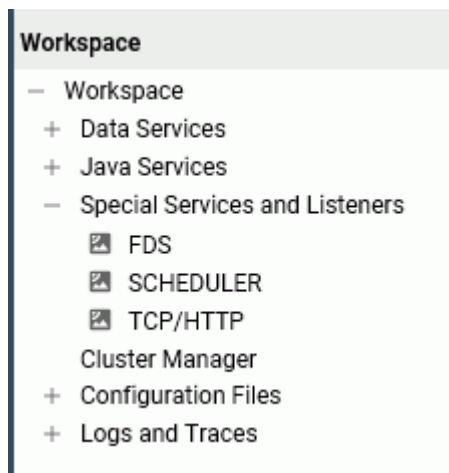 Workspace
Workspace
Data Services
Java Services
Special Services and Listeners
FDS
SCHEDULER
TCP/HTTP
Cluster Manager
Configuration Files
Logs and Traces